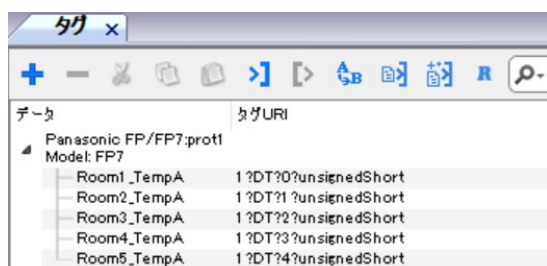 タグ x
A B R
データ タグURI
Panasonic FP/FP7:prot1
Model: FP7
Room1_TempA 1?DT?0?unsignedShort
Room2_TempA 1?DT?1?unsignedShort
Room3_TempA 1?DT?2?unsignedShort
Room4_TempA 1?DT?3?unsignedShort
Room5_TempA 1?DT?4?unsignedShort